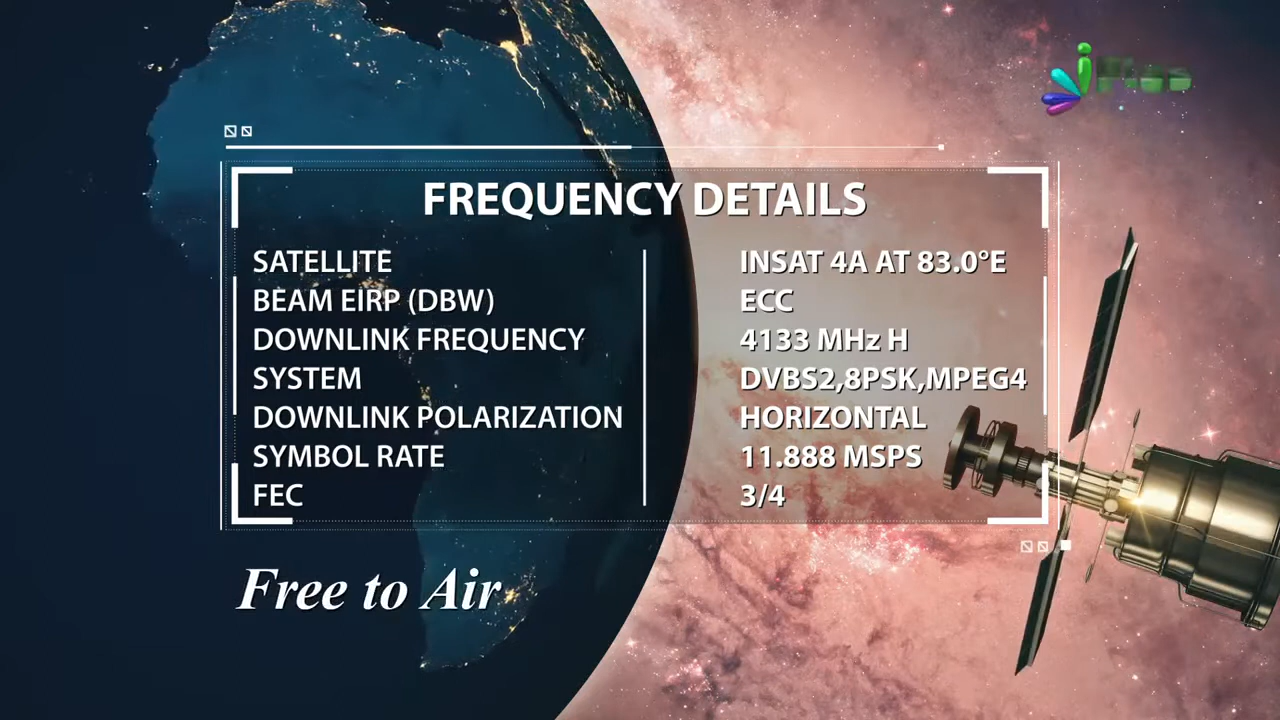 FREQUENCY DETAILS
SATELLITE INSAT 4A AT 83.0°E
BEAM EIRP (DBW) ECC
DOWNLINK FREQUENCY 4133 MHz H
SYSTEM DVBS2,8PSK,MPEG4
DOWNLINK POLARIZATION HORIZONTAL
SYMBOL RATE 11.888 MSPS
FEC 3/4
Free to Air